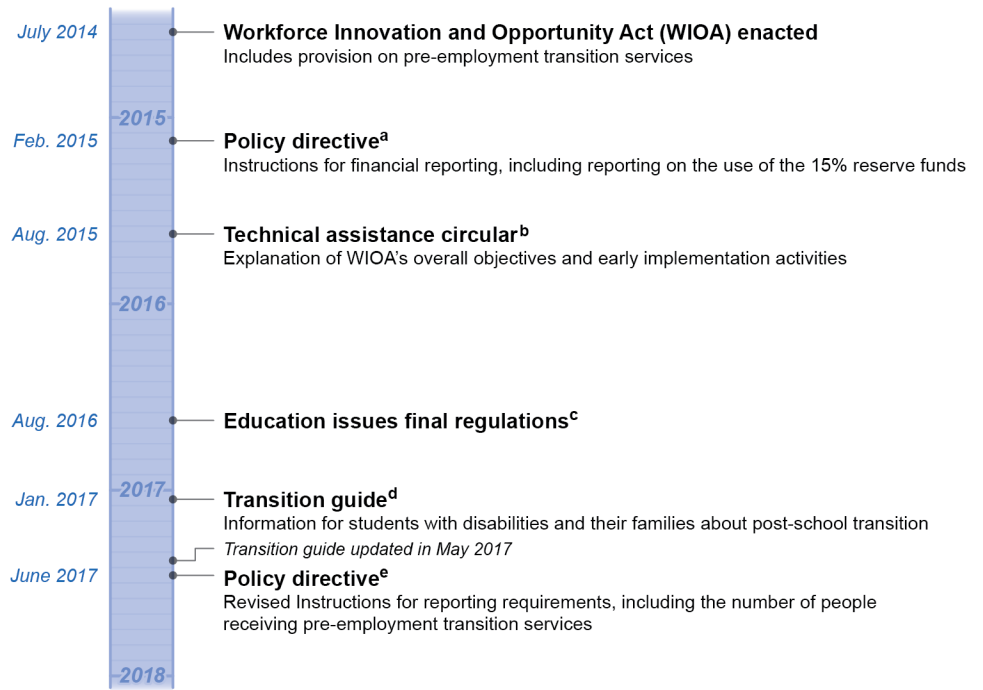 July 2014
Workforce Innovation and Opportunity Act (WIOA) enacted
Includes provision on pre-employment transition services
2015
Feb. 2015
Policy directiveᵃ
Instructions for financial reporting, including reporting on the use of the 15% reserve funds
Aug. 2015
Technical assistance circularᵇ
Explanation of WIOA’s overall objectives and early implementation activities
2016
Aug. 2016
Education issues final regulationsᶜ
2017
Jan. 2017
Transition guideᵈ
Information for students with disabilities and their families about post-school transition
Transition guide updated in May 2017
June 2017
Policy directiveᵉ
Revised Instructions for reporting requirements, including the number of people
receiving pre-employment transition services
2018